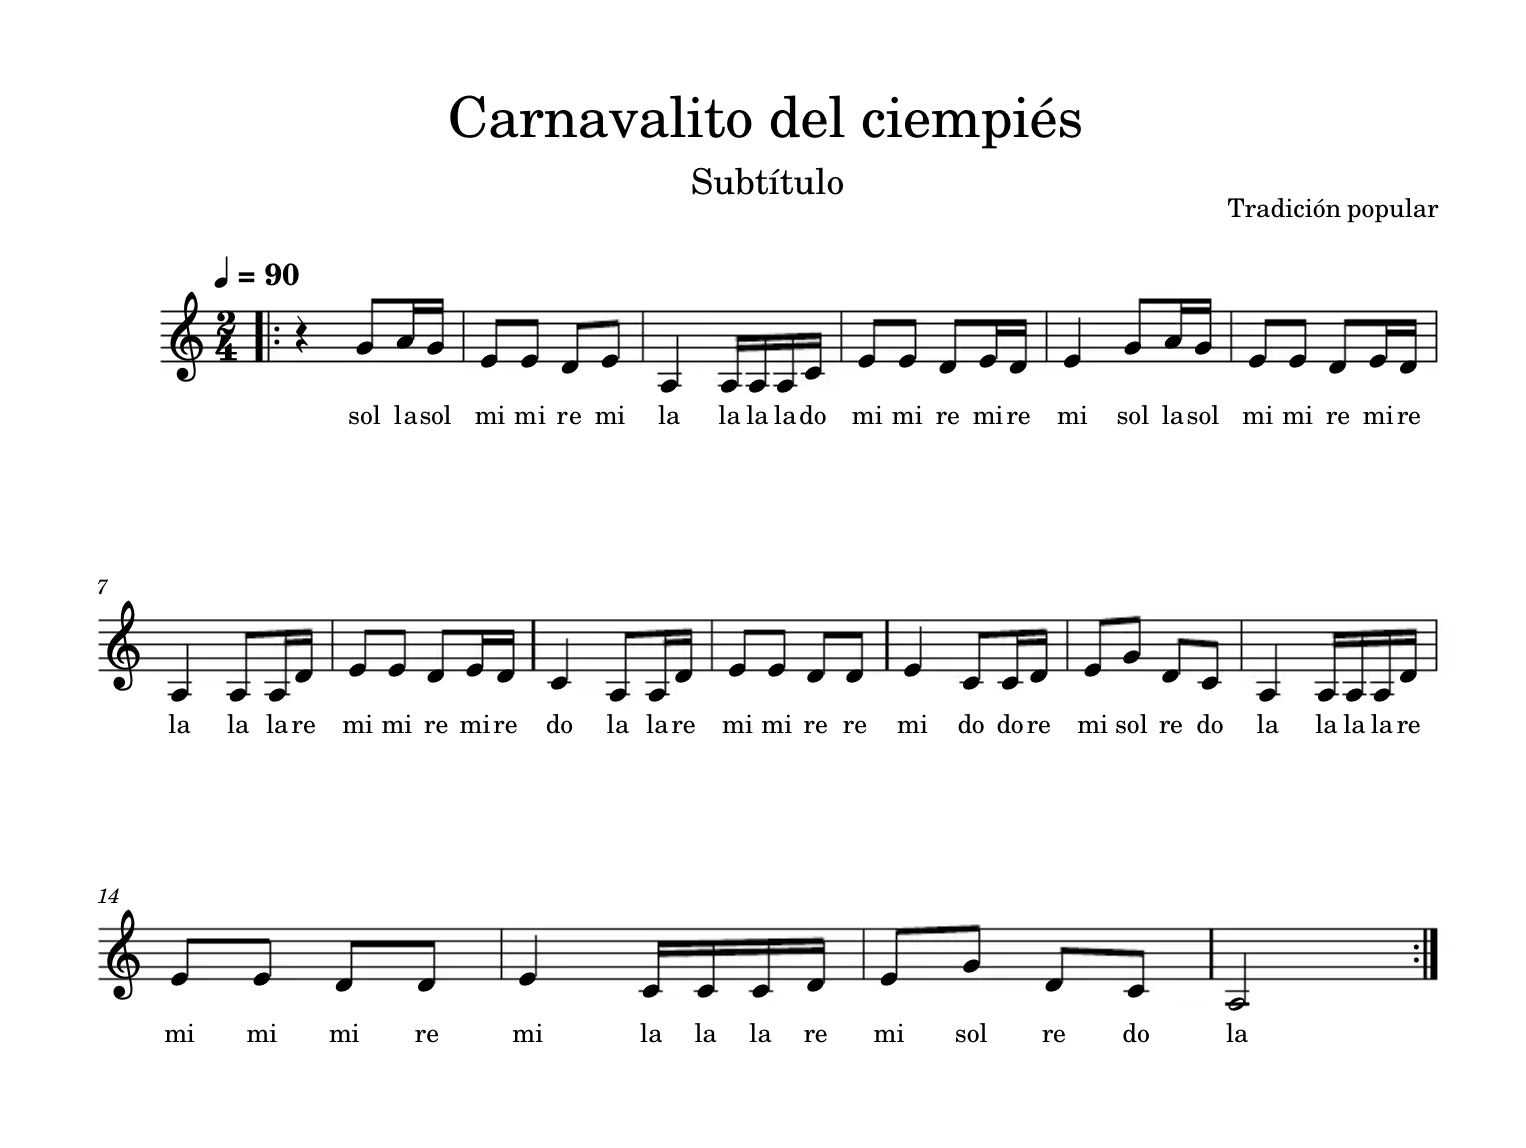 Carnavalito del ciempiés
Subtítulo
Tradición popular
= 90
2
4
sol la sol mi mi re mi la la la la do mi mi re mi re mi sol la sol mi mi re mi re
7
la la la re mi mi re mi re do la la re mi mi re re mi do do re mi sol re do la la la la re
14
mi mi mi re mi la la la re mi sol re do la